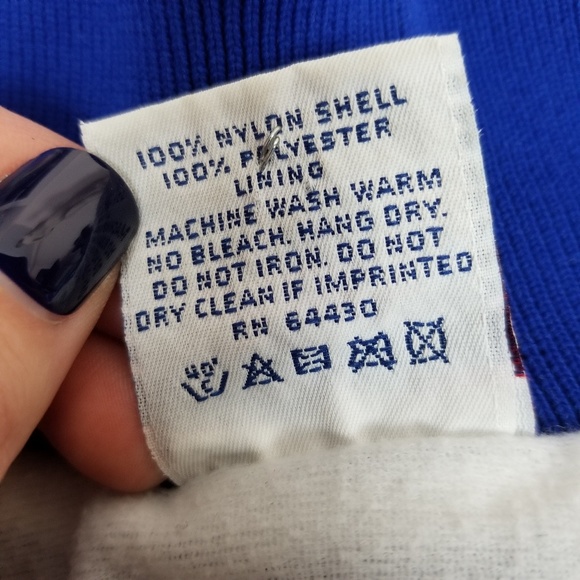 100% NYLON SHELL
100% POLYESTER
LINING
MACHINE WASH WARM
NO BLEACH. HANG DRY.
DO NOT IRON. DO NOT
DRY CLEAN IF IMPRINTED
RN 64430
40°
C